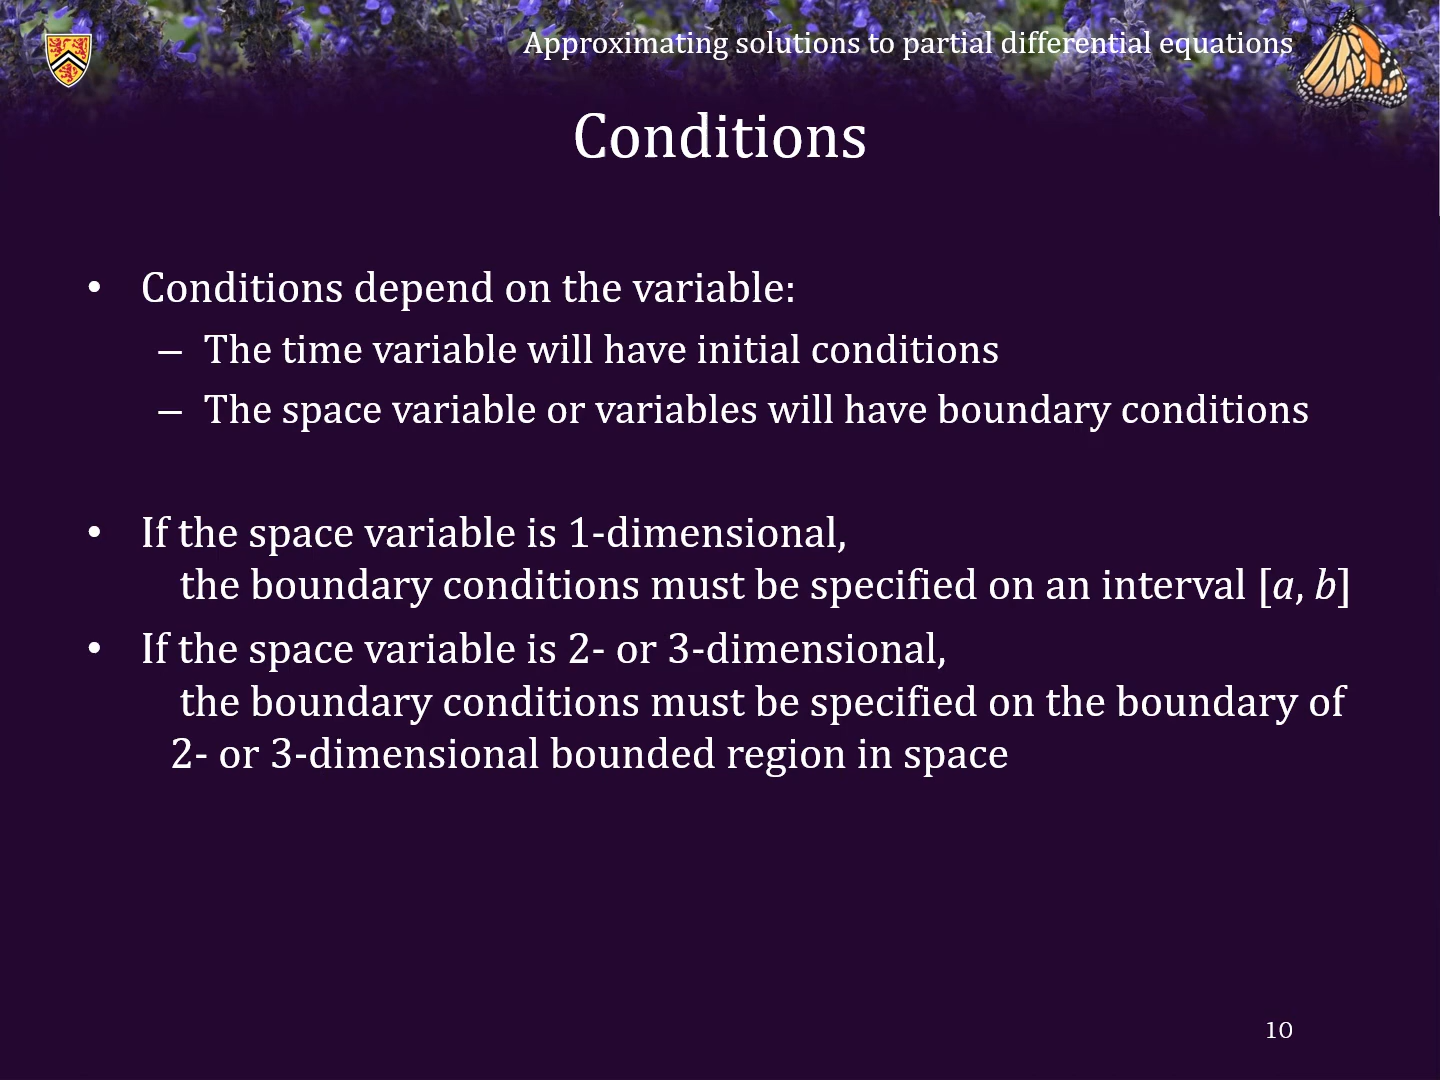 Approximating solutions to partial differential equations
Conditions
• Conditions depend on the variable:
– The time variable will have initial conditions
– The space variable or variables will have boundary conditions
• If the space variable is 1-dimensional,
the boundary conditions must be specified on an interval [a, b]
• If the space variable is 2- or 3-dimensional,
the boundary conditions must be specified on the boundary of
2- or 3-dimensional bounded region in space
10